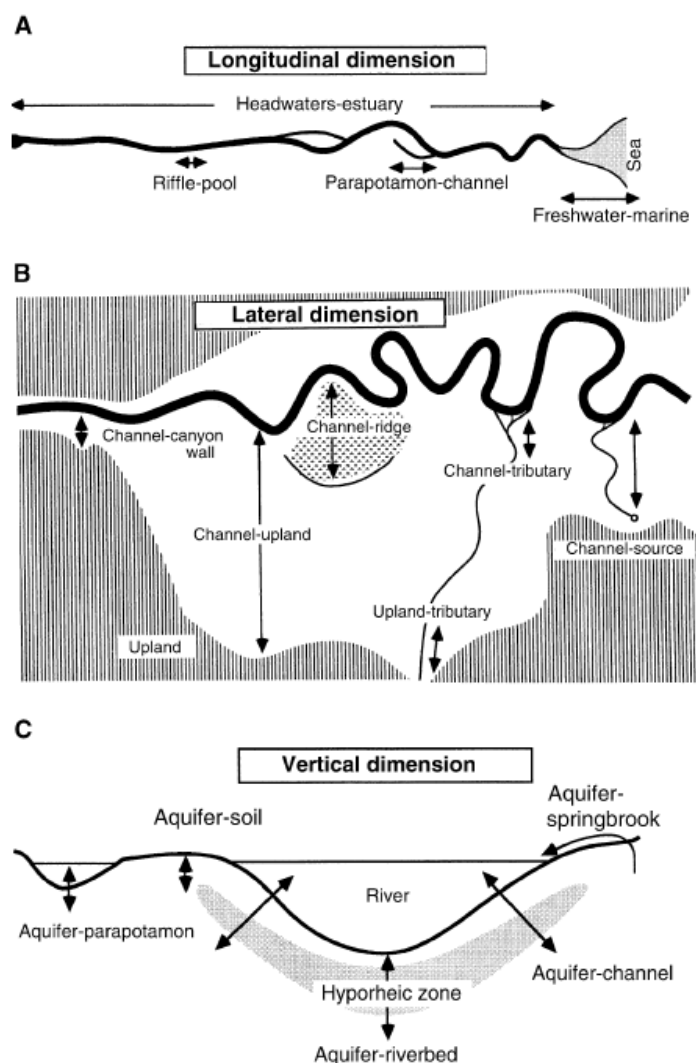 A
Longitudinal dimension
Headwaters-estuary
Sea
Riffle-pool
Parapotamon-channel
Freshwater-marine
B
Lateral dimension
Channel-canyon
wall
Channel-ridge
Channel-tributary
Channel-upland
Channel-source
Upland-tributary
Upland
C
Vertical dimension
Aquifer-
springbrook
Aquifer-soil
River
Aquifer-parapotamon
Aquifer-channel
Hyporheic zone
Aquifer-riverbed